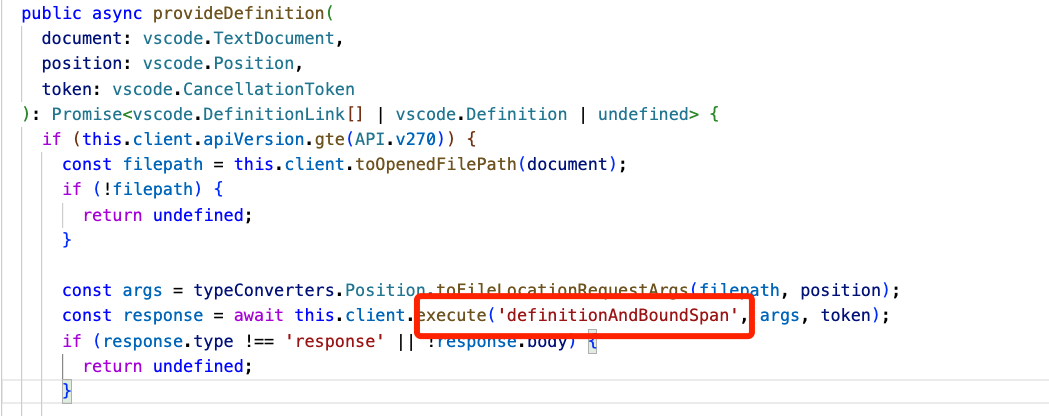 public async provideDefinition(
document: vscode.TextDocument,
position: vscode.Position,
token: vscode.CancellationToken
): Promise<vscode.DefinitionLink[] | vscode.Definition | undefined> {
if (this.client.apiVersion.gte(API.v270)) {
const filepath = this.client.toOpenedFilePath(document);
if (!filepath) {
return undefined;
}
const args = typeConverters.Position.toFileLocationRequestArgs(filepath, position);
const response = await this.client.execute('definitionAndBoundSpan', args, token);
if (response.type !== 'response' || !response.body) {
return undefined;
}